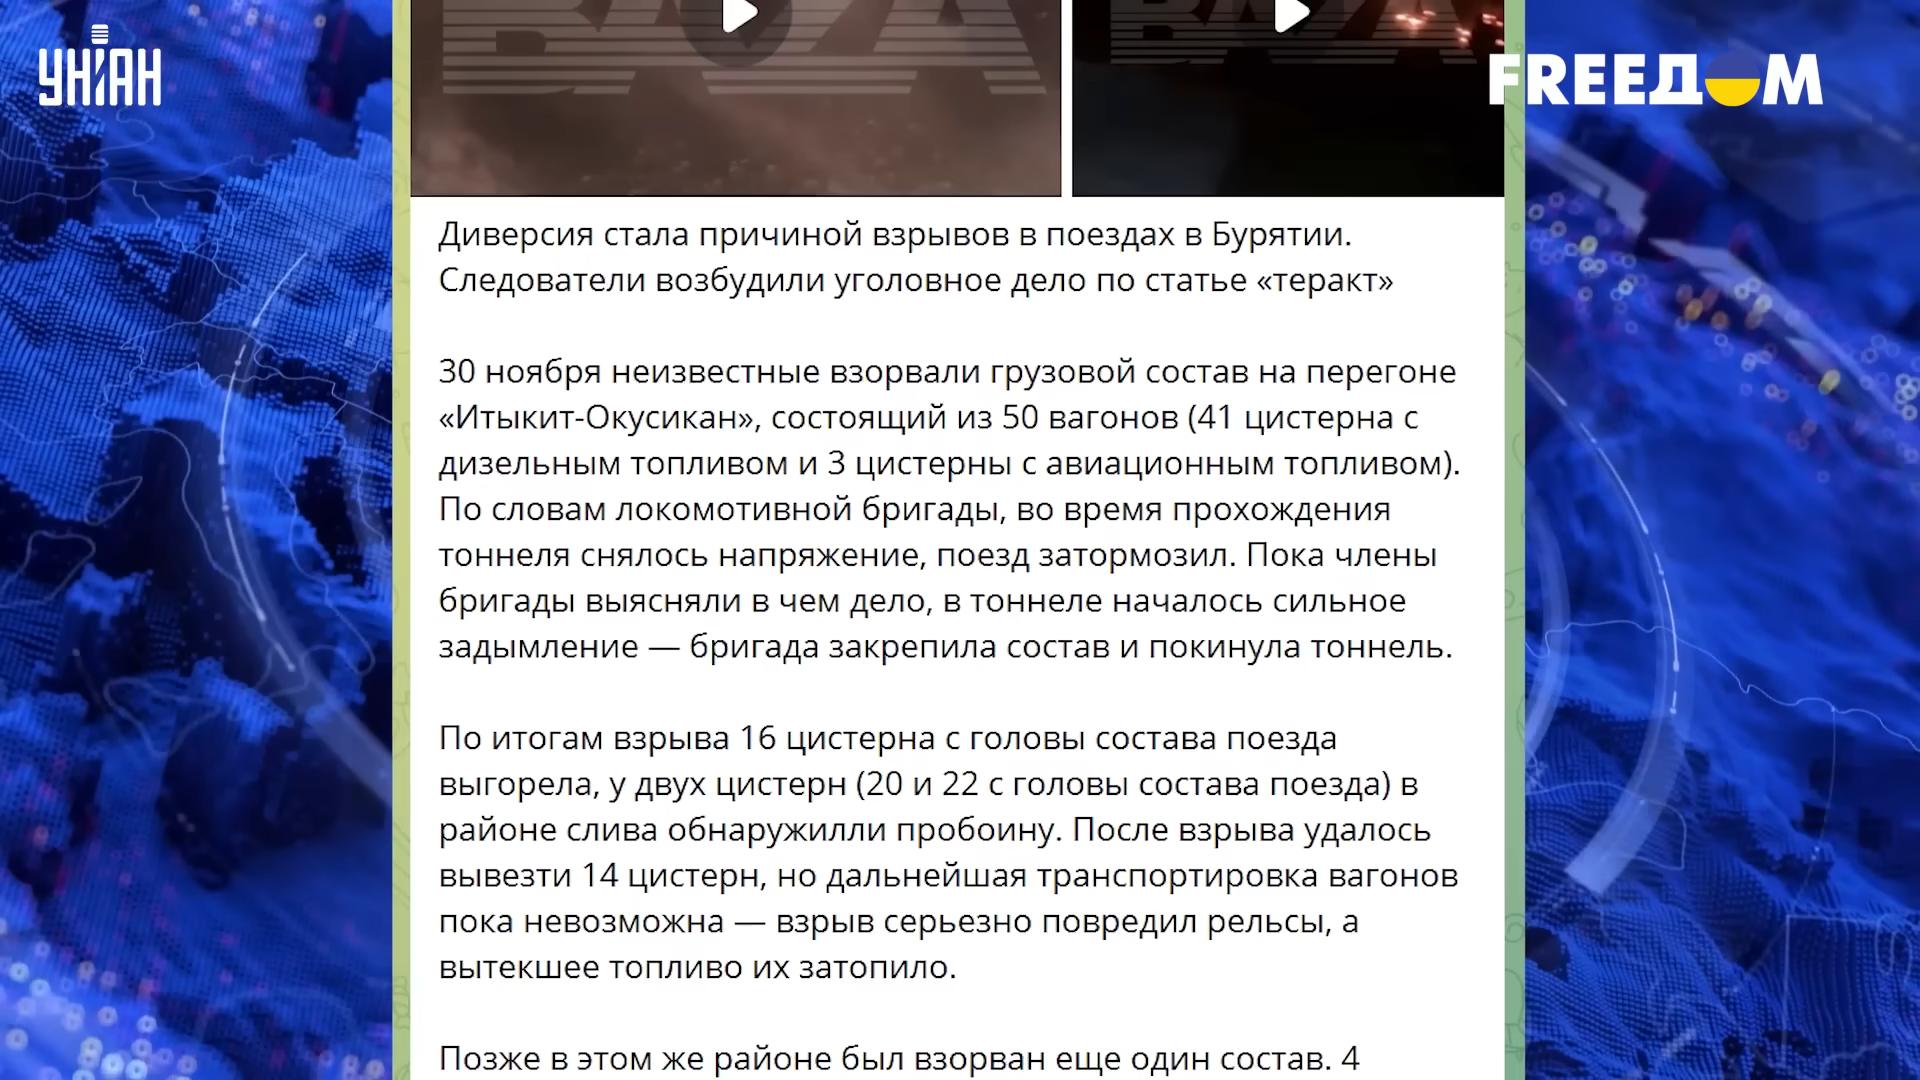 УНІАН
FREEДOM
BAZA
BAZA
Диверсия стала причиной взрывов в поездах в Бурятии.
Следователи возбудили уголовное дело по статье «теракт»
30 ноября неизвестные взорвали грузовой состав на перегоне
«Итыкит-Окусикан», состоящий из 50 вагонов (41 цистерна с
дизельным топливом и 3 цистерны с авиационным топливом).
По словам локомотивной бригады, во время прохождения
тоннеля снялось напряжение, поезд затормозил. Пока члены
бригады выясняли в чем дело, в тоннеле началось сильное
задымление — бригада закрепила состав и покинула тоннель.
По итогам взрыва 16 цистерна с головы состава поезда
выгорела, у двух цистерн (20 и 22 с головы состава поезда) в
районе слива обнаружилли пробоину. После взрыва удалось
вывезти 14 цистерн, но дальнейшая транспортировка вагонов
пока невозможна — взрыв серьезно повредил рельсы, а
вытекшее топливо их затопило.
Позже в этом же районе был взорван еще один состав. 4